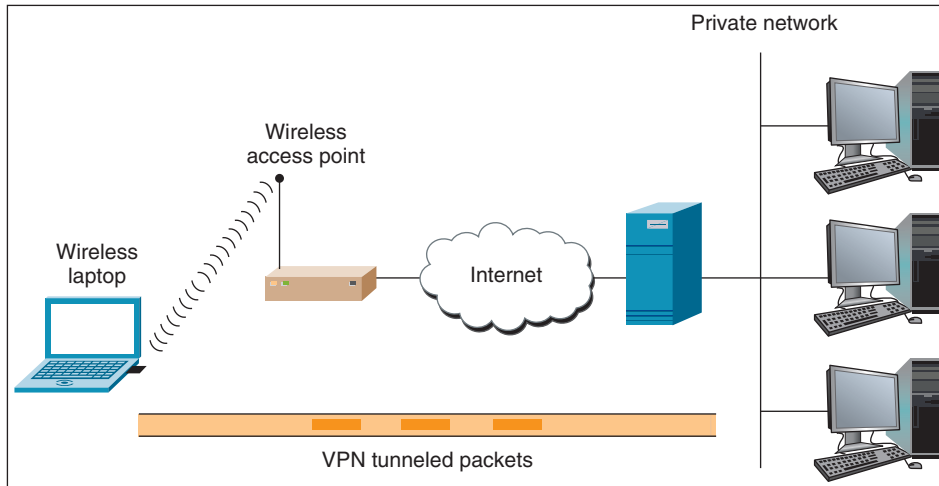 Private network
Wireless
access point
Wireless
laptop
Internet
VPN tunneled packets